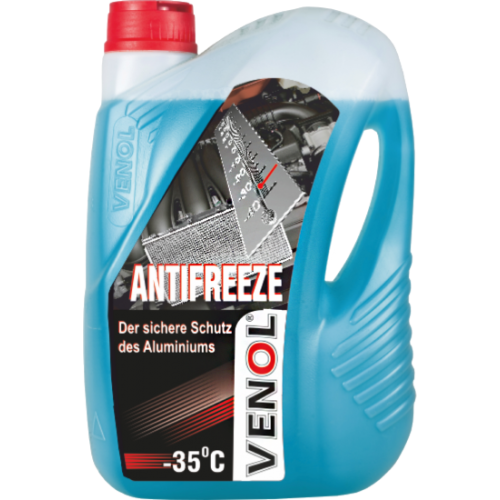 VENOL
ANTIFREEZE
Der sichere Schutz
des Aluminiums
VENOL®
-35°C